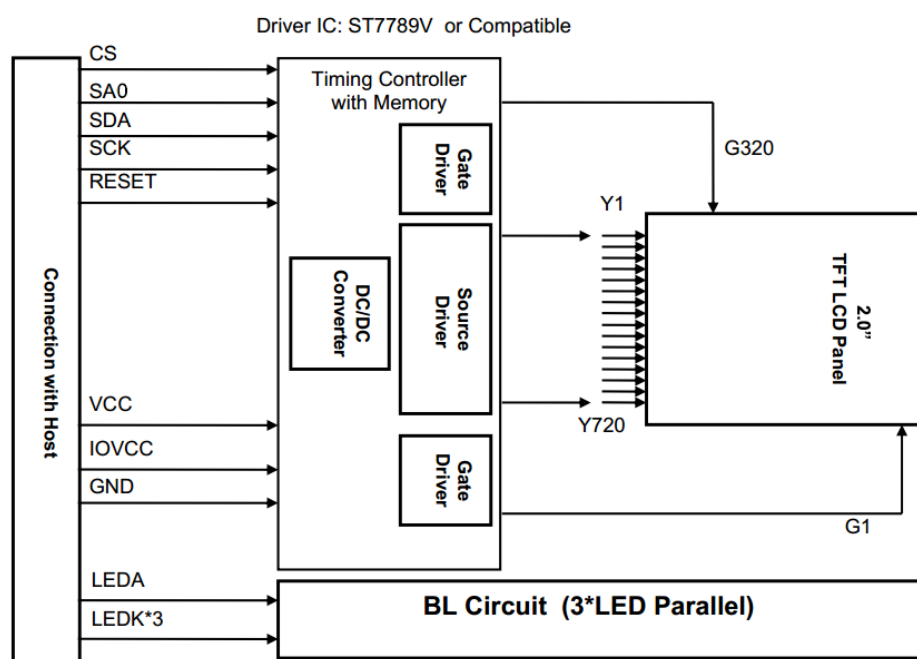 Driver IC: ST7789V or Compatible
CS
SA0
SDA
SCK
RESET
VCC
IOVCC
GND
LEDA
LEDK*3
Connection with Host
Timing Controller
with Memory
Gate
Driver
DC/DC
Converter
Source
Driver
Gate
Driver
G320
Y1
Y720
G1
2.0”
TFT LCD Panel
BL Circuit (3*LED Parallel)